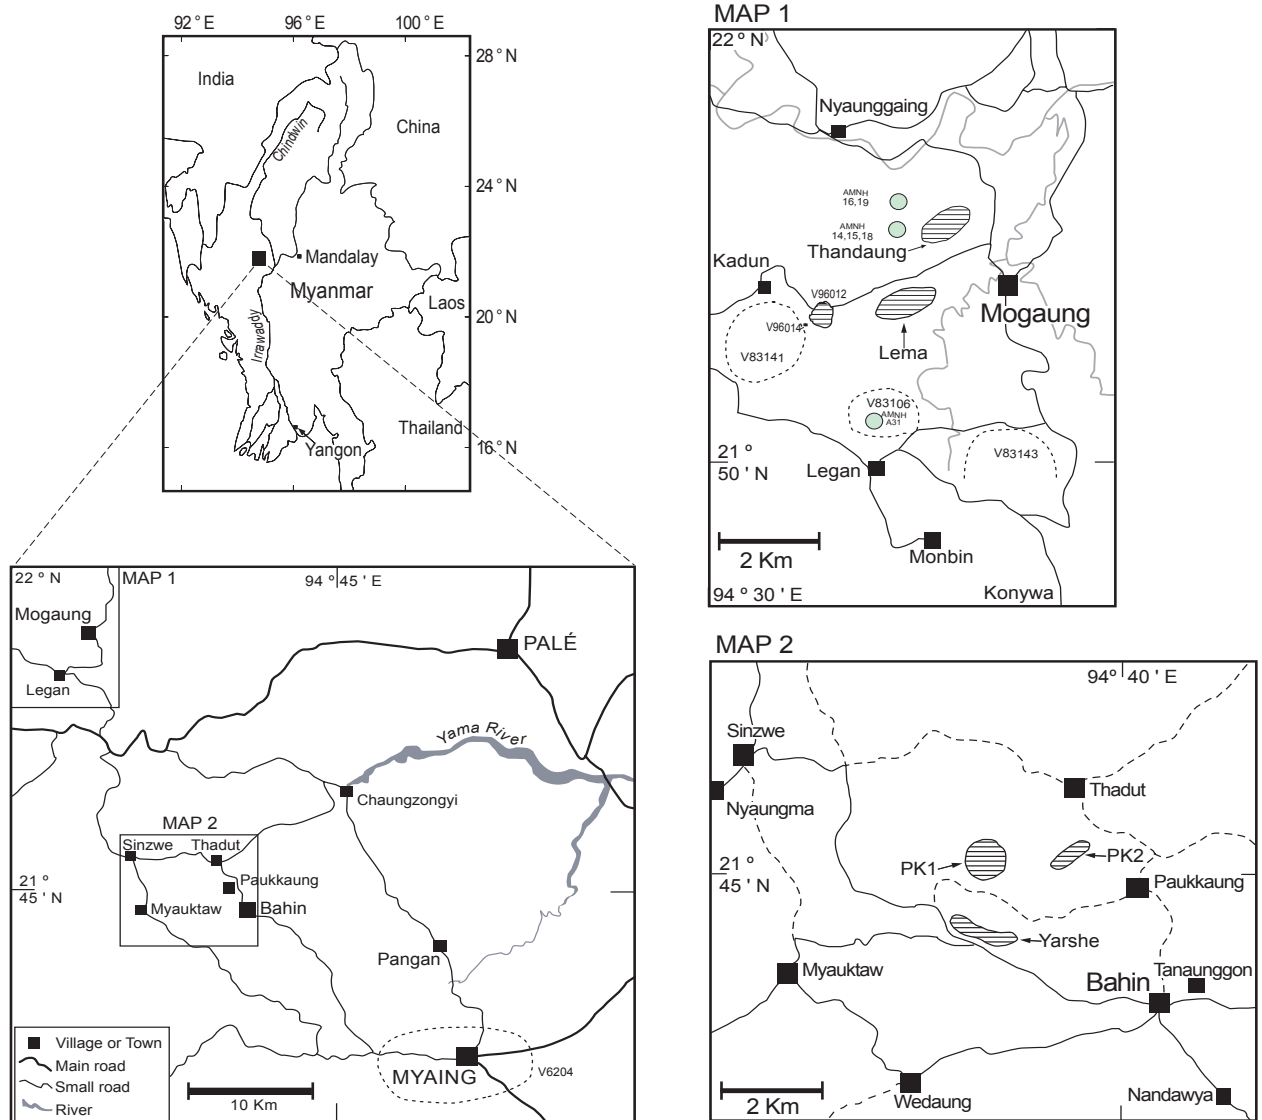 92 ° E
96 ° E
100 ° E
28° N
India
China
Chindwin
24° N
Mandalay
Myanmar
Laos
20° N
Irrawaddy
Thailand
16° N
Yangon
MAP 1
22 ° N
Nyaunggaing
AMNH
16,19
AMNH
14,15,18
Thandaung
Kadun
V96012
V96014
Mogaung
V83141
Lema
V83106
AMNH
A31
21 °
50 ' N
Legan
V83143
2 Km
Monbin
94 ° 30 ' E
Konywa
22 ° N
MAP 1
94 ° 45 ' E
Mogaung
PALÉ
Legan
Yama River
Chaungzongyi
MAP 2
Sinzwe
Thadut
21 °
45 ' N
Paukkaung
Myauktaw
Bahin
Pangan
Village or Town
Main road
Small road
River
10 Km
MYAING
V6204
MAP 2
94° 40 ' E
Sinzwe
Nyaungma
Thadut
PK1
PK2
21 °
45 ' N
Paukkaung
Yarshe
Myauktaw
Bahin
Tanaunggon
2 Km
Wedaung
Nandawya